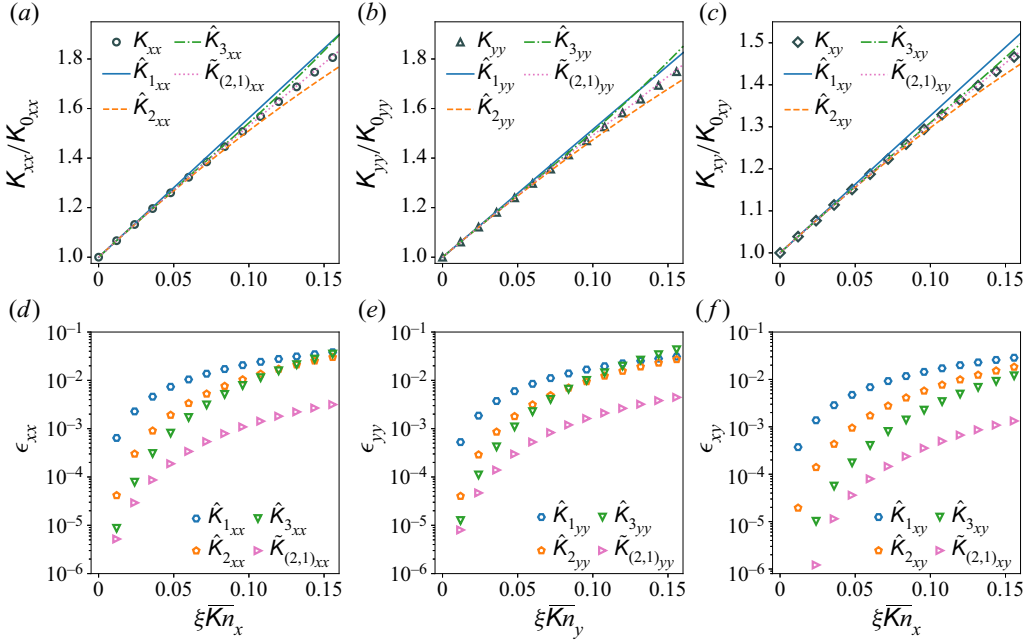 (a)
K_xx/K_0xx
1.8
1.6
1.4
1.2
1.0
K_xx
K̂_1xx
K̂_2xx
K̂_3xx
K̃_(2,1)xx
0
0.05
0.10
0.15
(b)
K_yy/K_0yy
1.8
1.6
1.4
1.2
1.0
K_yy
K̂_1yy
K̂_2yy
K̂_3yy
K̃_(2,1)yy
0
0.05
0.10
0.15
(c)
K_xy/K_0xy
1.5
1.4
1.3
1.2
1.1
1.0
K_xy
K̂_1xy
K̂_2xy
K̂_3xy
K̃_(2,1)xy
0
0.05
0.10
0.15
(d)
ϵ_xx
10^−1
10^−2
10^−3
10^−4
10^−5
10^−6
K̂_1xx
K̂_2xx
K̂_3xx
K̃_(2,1)xx
0
0.05
0.10
0.15
ξK̅n̅_x
(e)
ϵ_yy
10^−1
10^−2
10^−3
10^−4
10^−5
10^−6
K̂_1yy
K̂_2yy
K̂_3yy
K̃_(2,1)yy
0
0.05
0.10
0.15
ξK̅n̅_y
(f)
ϵ_xy
10^−1
10^−2
10^−3
10^−4
10^−5
10^−6
K̂_1xy
K̂_2xy
K̂_3xy
K̃_(2,1)xy
0
0.05
0.10
0.15
ξK̅n̅_x